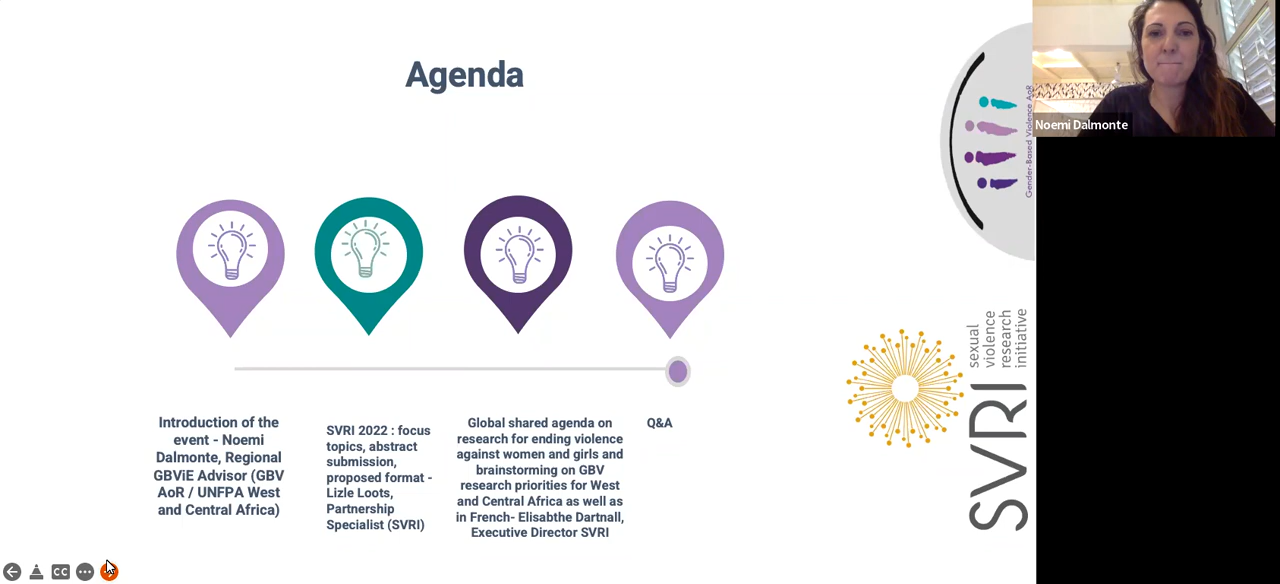 Agenda
Introduction of the
event - Noemi
Dalmonte, Regional
GBViE Advisor (GBV
AoR / UNFPA West
and Central Africa)
SVRI 2022 : focus
topics, abstract
submission,
proposed format -
Lizle Loots,
Partnership
Specialist (SVRI)
Global shared agenda on
research for ending violence
against women and girls and
brainstorming on GBV
research priorities for West
and Central Africa as well as
in French- Elisabthe Dartnall,
Executive Director SVRI
Q&A
Gender-Based Violence AoR
SVRI
sexual
violence
research
initiative
Noemi Dalmonte
CC